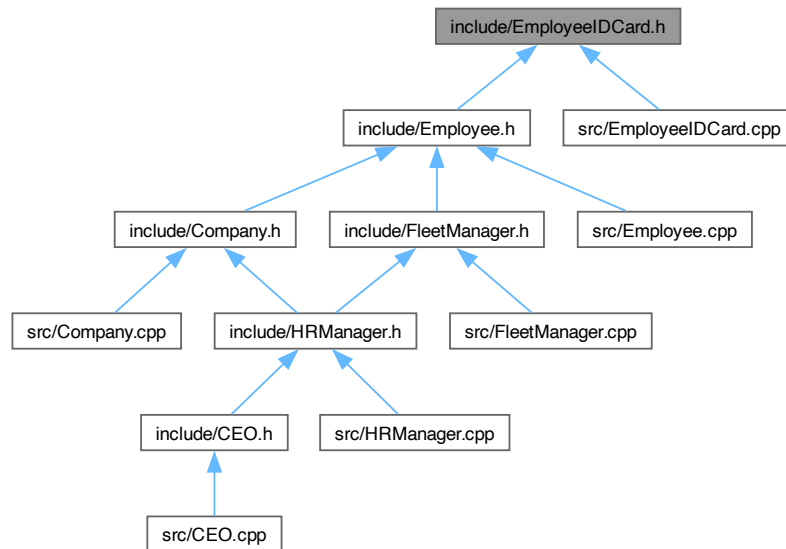 include/EmployeeIDCard.h
include/Employee.h
src/EmployeeIDCard.cpp
include/Company.h
include/FleetManager.h
src/Employee.cpp
src/Company.cpp
include/HRManager.h
src/FleetManager.cpp
include/CEO.h
src/HRManager.cpp
src/CEO.cpp